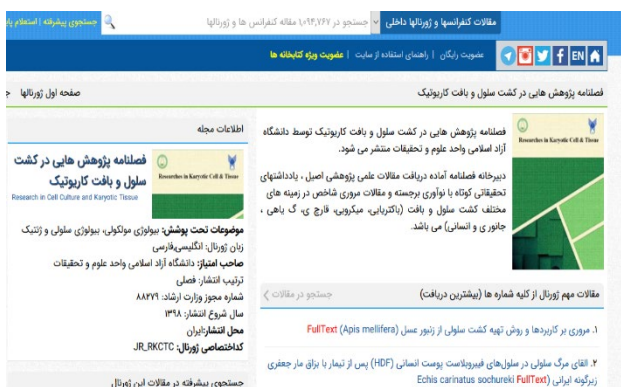 مقالات کنفرانسها و ژورنالها داخلی
جستجو در ۱,۰۹۴,۷۶۷ مقاله کنفرانس ها و ژورنالها
جستجوی پیشرفته | استعلام
EN
عضویت رایگان | راهنمای استفاده از سایت | عضویت ویژه کتابخانه ها
فصلنامه پژوهش هایی در کشت سلول و بافت کاریوتیک
صفحه اول ژورنالها
Researches in Karyotic Cell & Tissue
فصلنامه پژوهش هایی در کشت سلول و بافت کاریوتیک توسط دانشگاه
آزاد اسلامی واحد علوم و تحقیقات منتشر می شود.
دبیرخانه فصلنامه آماده دریافت مقالات علمی پژوهشی اصیل ، یادداشتهای
تحقیقاتی کوتاه با نوآوری برجسته و مقالات مروری شاخص در زمینه های
مختلف کشت سلول و بافت (باکتریایی، میکروبی، قارچ ی، گ یاهی ،
جانور ی و انسانی) می باشد.
مقالات مهم ژورنال از کلیه شماره ها (بیشترین دریافت)
جستجو در مقالات
۱. مروری بر کاربردها و روش تهیه کشت سلولی از زنبور عسل (Apis mellifera) FullText
۲. القای مرگ سلولی در سلول‌های فیبروبلاست پوست انسانی (HDF) پس از تیمار با بزاق مار جعفری
زیرگونه ایرانی (Echis carinatus sochureki FullText
اطلاعات مجله
Researches in Karyotic Cell & Tissue
فصلنامه پژوهش هایی در کشت
سلول و بافت کاریوتیک
Research in Cell Culture and Karyotic Tissue
موضوعات تحت پوشش: بیولوژی مولکولی، بیولوژی سلولی و ژنتیک
زبان ژورنال: انگلیسی,فارسی
صاحب امتیاز: دانشگاه آزاد اسلامی واحد علوم و تحقیقات
ترتیب انتشار: فصلی
شماره مجوز وزارت ارشاد: ۸۸۲۷۹
سال شروع انتشار: ۱۳۹۸
محل انتشار:ایران
کداختصاصی ژورنال: JR_RKCTC
جستجوی پیشرفته در مقالات این ژورنال